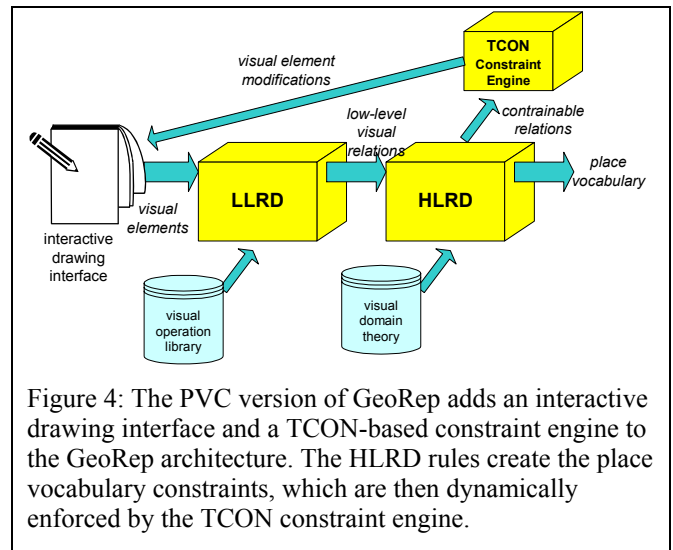 TCON
Constraint
Engine
visual element
modifications
low-level
visual
relations
contrainable
relations
place
vocabulary
LLRD
HLRD
visual
elements
interactive
drawing
interface
visual
operation
library
visual
domain
theory
Figure 4: The PVC version of GeoRep adds an interactive
drawing interface and a TCON-based constraint engine to
the GeoRep architecture. The HLRD rules create the place
vocabulary constraints, which are then dynamically
enforced by the TCON constraint engine.